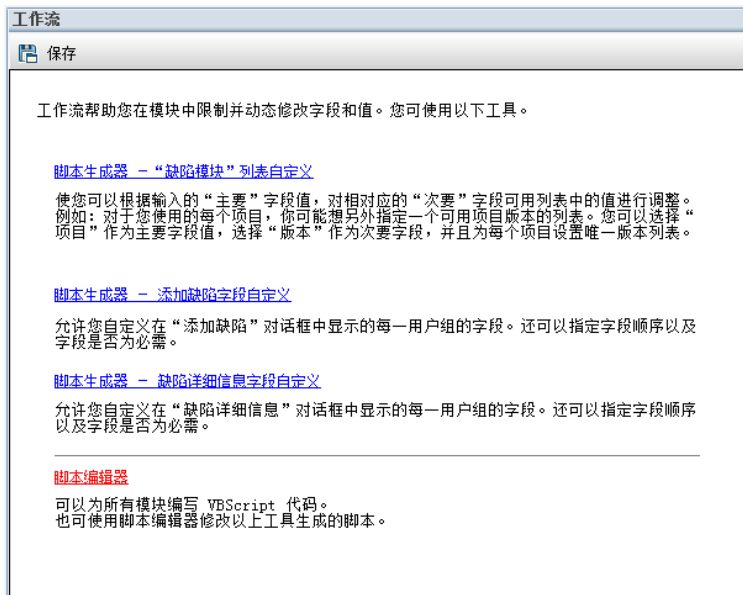 工作流
保存
工作流帮助您在模块中限制并动态修改字段和值。您可使用以下工具。
脚本生成器 - “缺陷模块”列表自定义
使您可以根据输入的“主要”字段值，对相对应的“次要”字段可用列表中的值进行调整。
例如：对于您使用的每个项目，你可能想另外指定一个可用项目版本的列表。您可以选择“
项目”作为主要字段值，选择“版本”作为次要字段，并且为每个项目设置唯一版本列表。
脚本生成器 - 添加缺陷字段自定义
允许您自定义在“添加缺陷”对话框中显示的每一用户组的字段。还可以指定字段顺序以及
字段是否为必需。
脚本生成器 - 缺陷详细信息字段自定义
允许您自定义在“缺陷详细信息”对话框中显示的每一用户组的字段。还可以指定字段顺序
以及字段是否为必需。
脚本编辑器
可以为所有模块编写 VBScript 代码。
也可使用脚本编辑器修改以上工具生成的脚本。